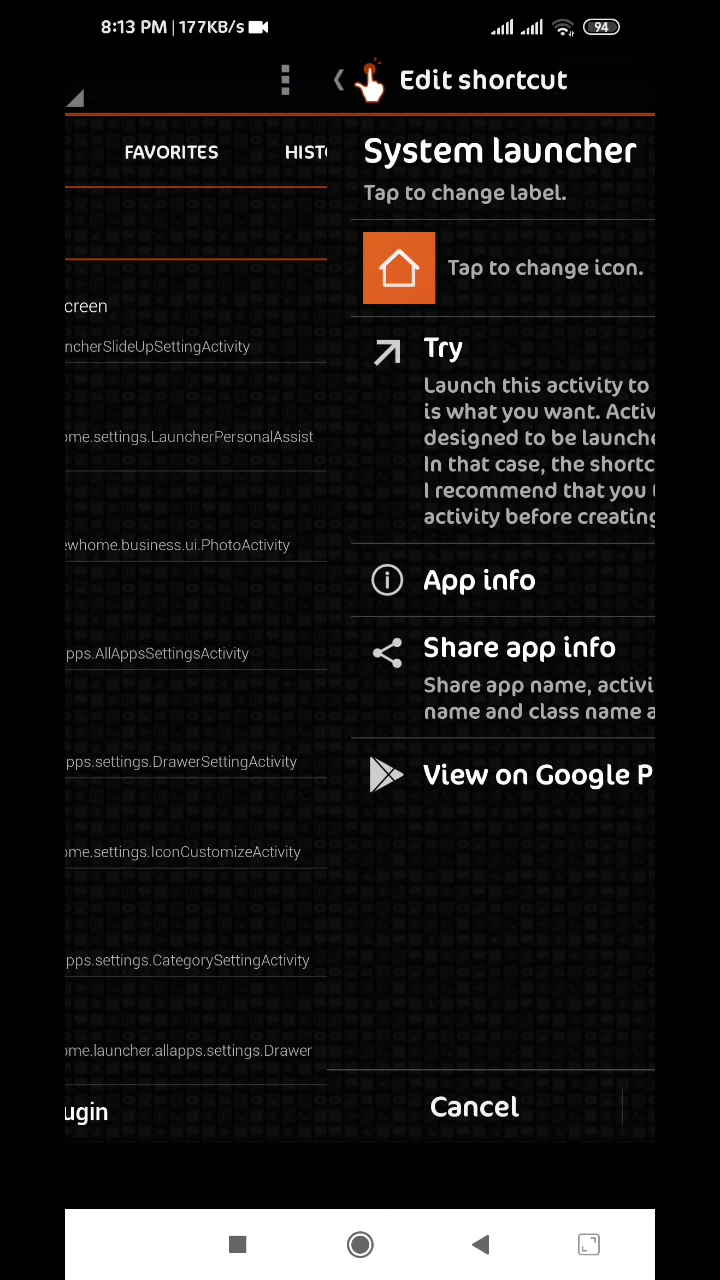 8:13 PM | 177KB/s
94
Edit shortcut
FAVORITES
HIST
creen
ncherSlideUpSettingActivity
ome.settings.LauncherPersonalAssist
ewhome.business.ui.PhotoActivity
pps.AllAppsSettingsActivity
pps.settings.DrawerSettingActivity
ome.settings.IconCustomizeActivity
pps.settings.CategorySettingActivity
ome.launcher.allapps.settings.Drawer
ugin
System launcher
Tap to change label.
Tap to change icon.
Try
Launch this activity to
is what you want. Activ
designed to be launche
In that case, the shortc
I recommend that you t
activity before creating
App info
Share app info
Share app name, activi
name and class name a
View on Google P
Cancel